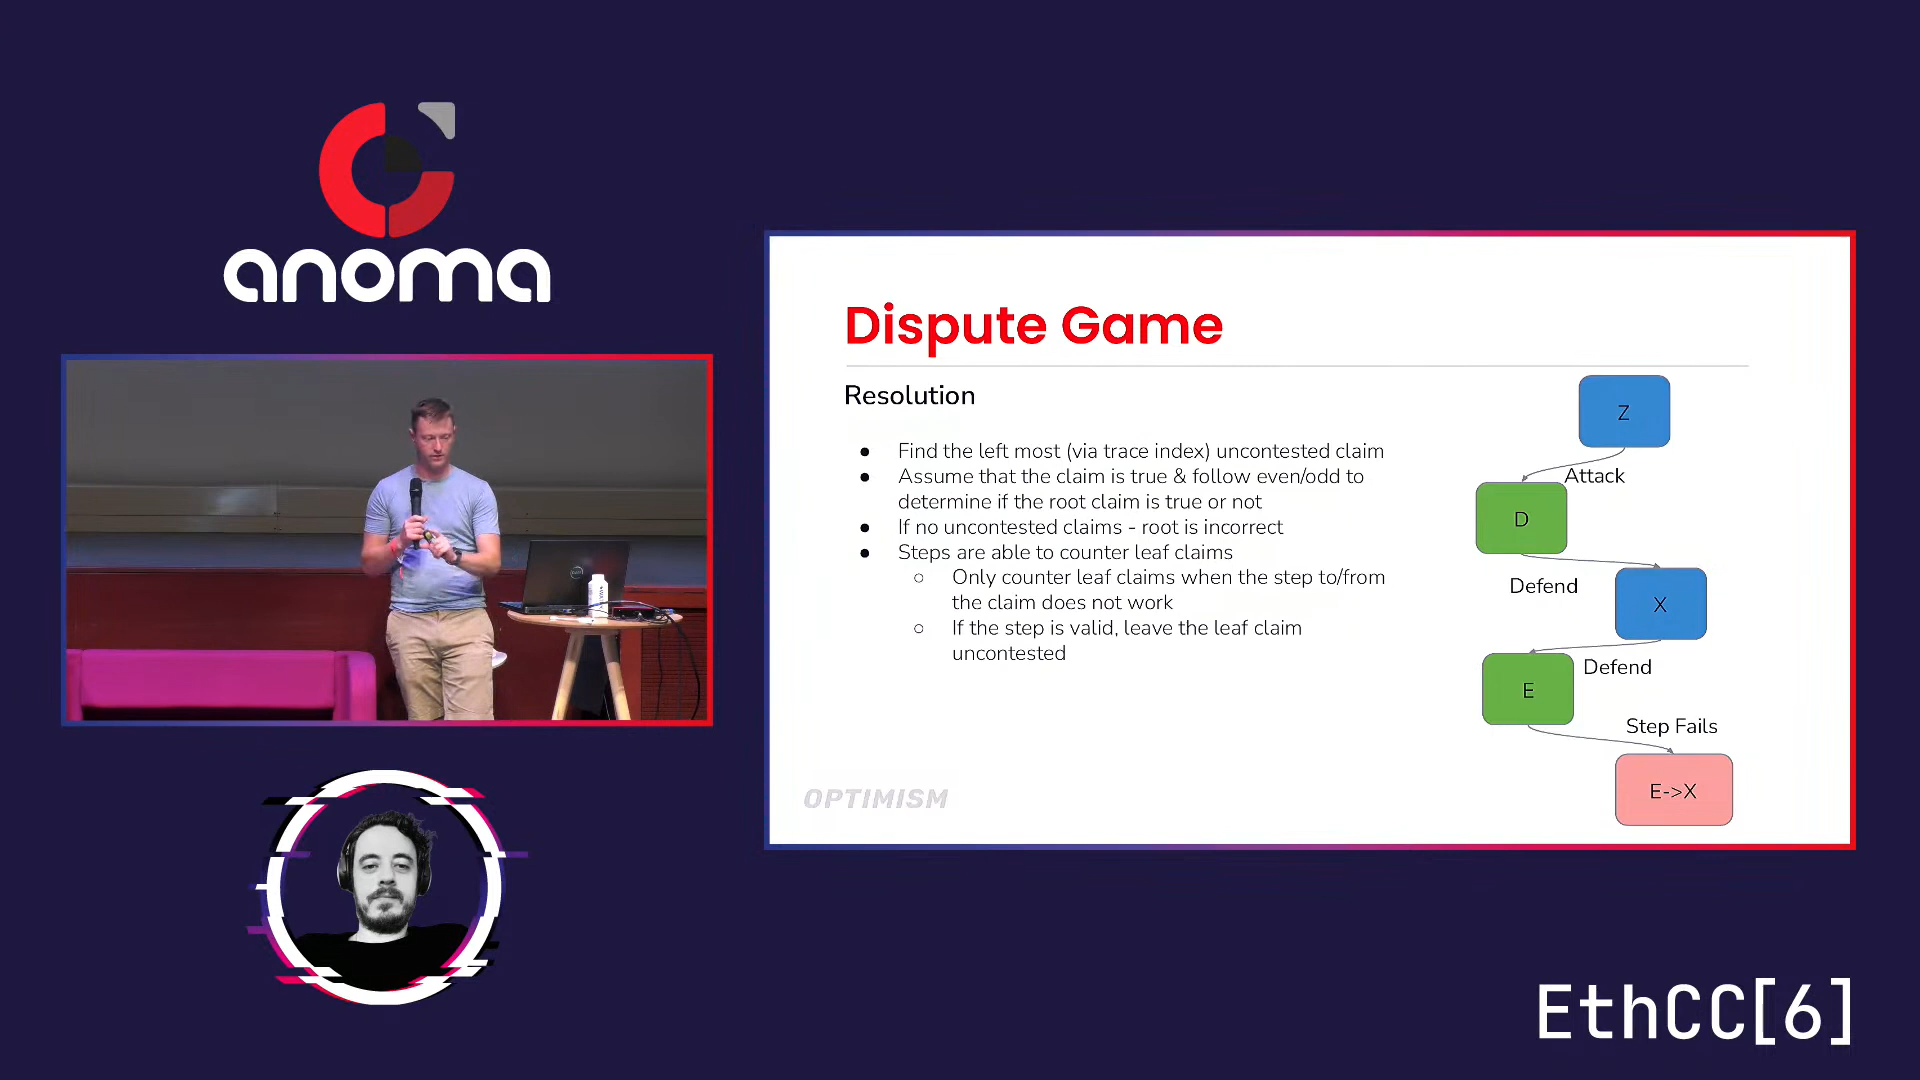 anoma
Dispute Game
Resolution
● Find the left most (via trace index) uncontested claim
● Assume that the claim is true & follow even/odd to
determine if the root claim is true or not
● If no uncontested claims - root is incorrect
● Steps are able to counter leaf claims
○ Only counter leaf claims when the step to/from
the claim does not work
○ If the step is valid, leave the leaf claim
uncontested
Z
Attack
D
Defend
X
Defend
E
Step Fails
E->X
OPTIMISM
EthCC[6]